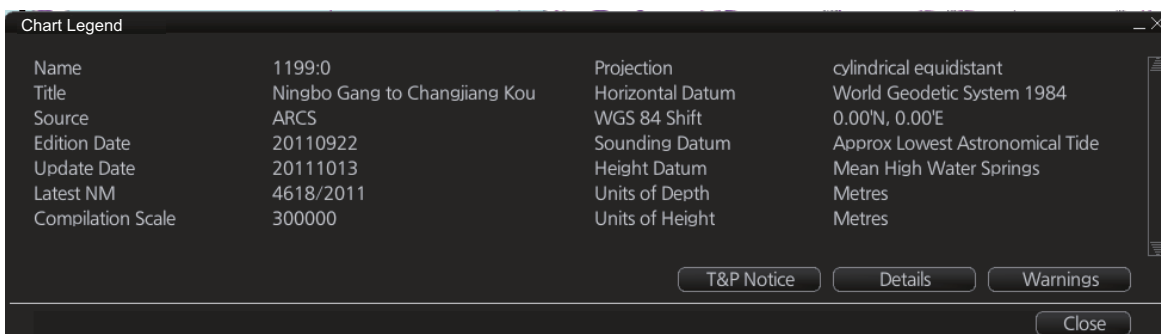 Chart Legend
Name 1199:0 Projection cylindrical equidistant
Title Ningbo Gang to Changjiang Kou Horizontal Datum World Geodetic System 1984
Source ARCS WGS 84 Shift 0.00'N, 0.00'E
Edition Date 20110922 Sounding Datum Approx Lowest Astronomical Tide
Update Date 20111013 Height Datum Mean High Water Springs
Latest NM 4618/2011 Units of Depth Metres
Compilation Scale 300000 Units of Height Metres
T&P Notice Details Warnings
Close